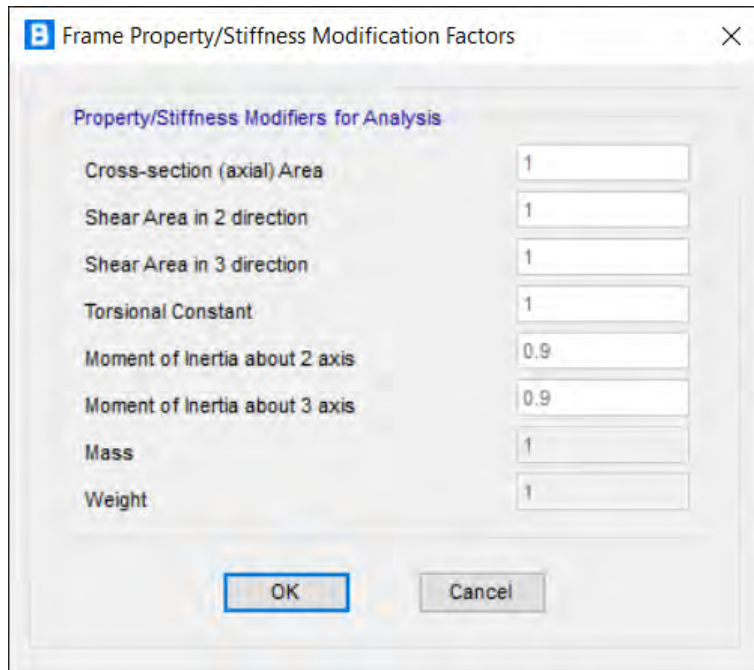 B Frame Property/Stiffness Modification Factors
Property/Stiffness Modifiers for Analysis
Cross-section (axial) Area 1
Shear Area in 2 direction 1
Shear Area in 3 direction 1
Torsional Constant 1
Moment of Inertia about 2 axis 0.9
Moment of Inertia about 3 axis 0.9
Mass 1
Weight 1
OK Cancel